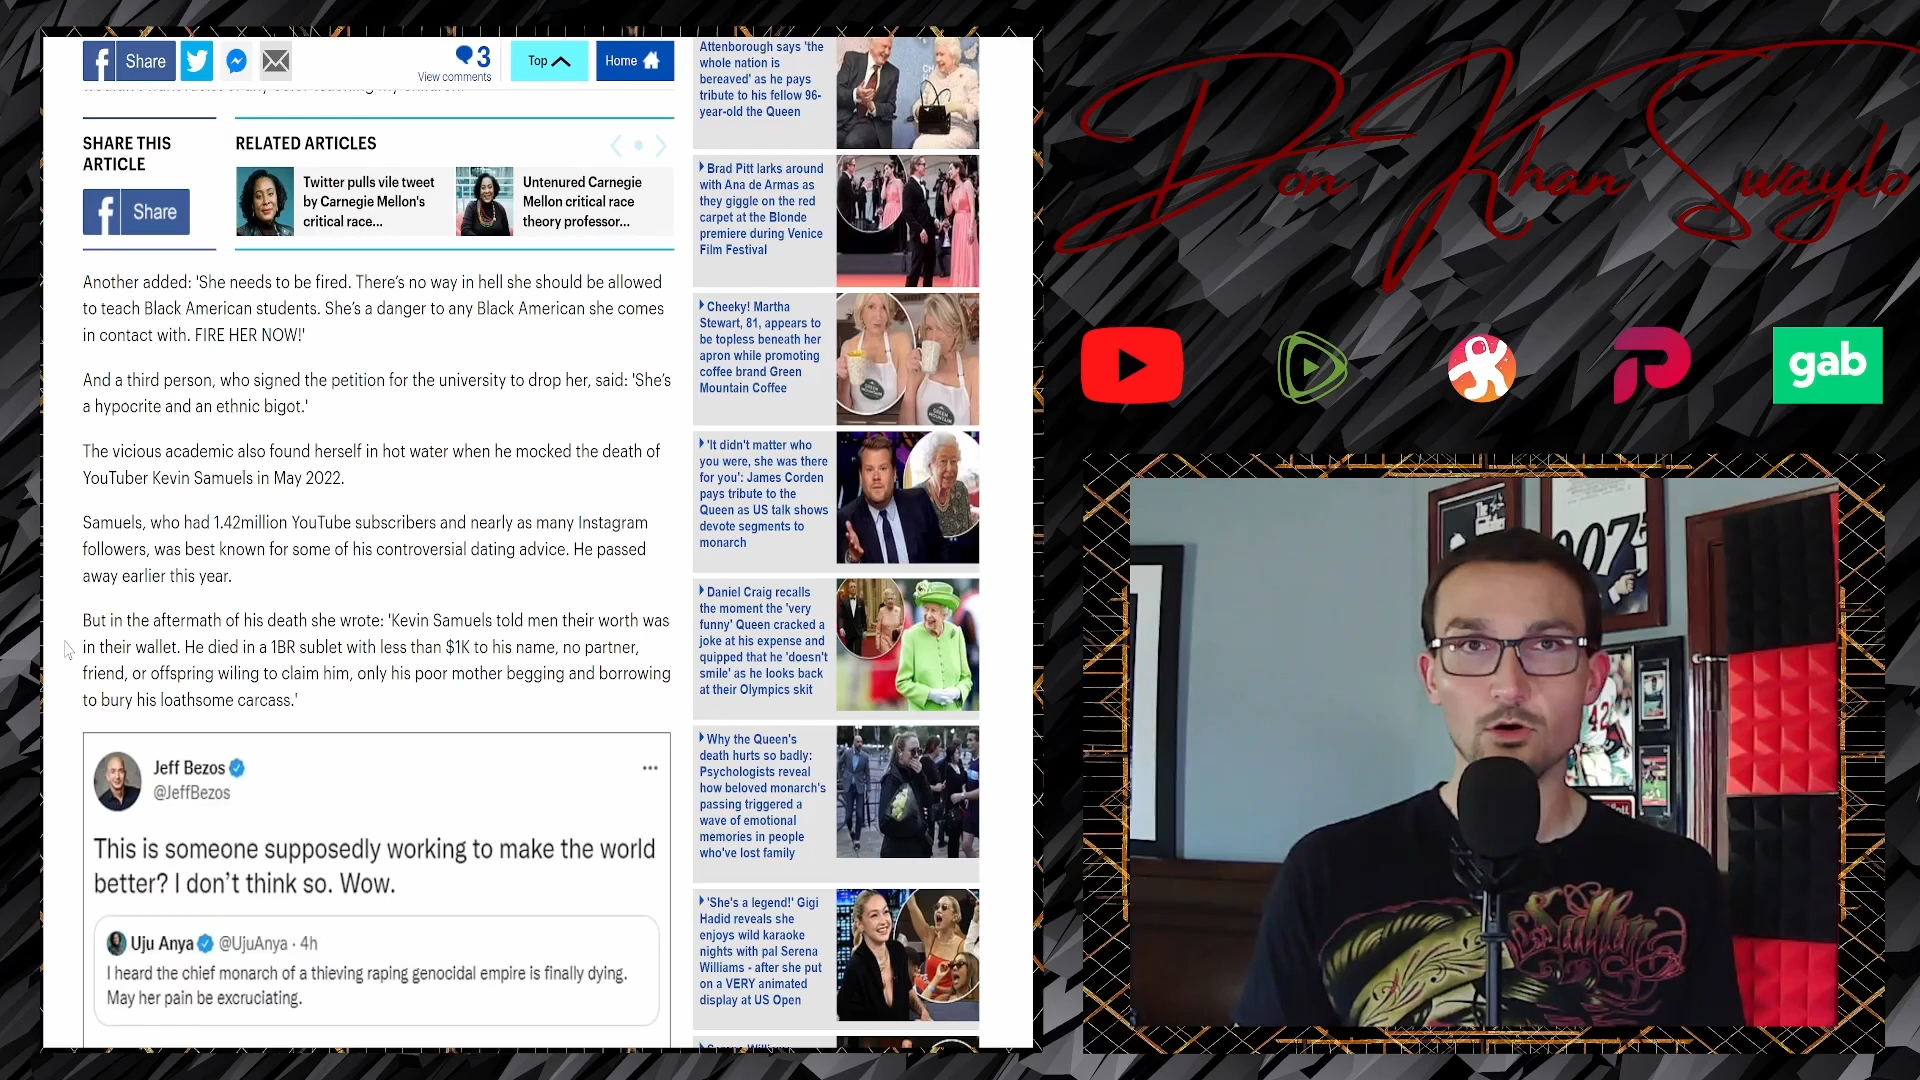 Share
3
View comments
Top
Home
SHARE THIS
ARTICLE
Share
RELATED ARTICLES
Twitter pulls vile tweet
by Carnegie Mellon's
critical race...
Untenured Carnegie
Mellon critical race
theory professor...
Another added: 'She needs to be fired. There's no way in hell she should be allowed
to teach Black American students. She's a danger to any Black American she comes
in contact with. FIRE HER NOW!'
And a third person, who signed the petition for the university to drop her, said: 'She's
a hypocrite and an ethnic bigot.'
The vicious academic also found herself in hot water when he mocked the death of
YouTuber Kevin Samuels in May 2022.
Samuels, who had 1.42million YouTube subscribers and nearly as many Instagram
followers, was best known for some of his controversial dating advice. He passed
away earlier this year.
But in the aftermath of his death she wrote: 'Kevin Samuels told men their worth was
in their wallet. He died in a 1BR sublet with less than $1K to his name, no partner,
friend, or offspring wiling to claim him, only his poor mother begging and borrowing
to bury his loathsome carcass.'
Jeff Bezos
@JeffBezos
This is someone supposedly working to make the world
better? I don't think so. Wow.
Uju Anya @UjuAnya · 4h
I heard the chief monarch of a thieving raping genocidal empire is finally dying.
May her pain be excruciating.
Attenborough says 'the
whole nation is
bereaved' as he pays
tribute to his fellow 96-
year-old the Queen
Brad Pitt larks around
with Ana de Armas as
they giggle on the red
carpet at the Blonde
premiere during Venice
Film Festival
Cheeky! Martha
Stewart, 81, appears to
be topless beneath her
apron while promoting
coffee brand Green
Mountain Coffee
'It didn't matter who
you were, she was there
for you': James Corden
pays tribute to the
Queen as US talk shows
devote segments to
monarch
Daniel Craig recalls
the moment the 'very
funny' Queen cracked a
joke at his expense and
quipped that he 'doesn't
smile' as he looks back
at their Olympics skit
Why the Queen's
death hurts so badly:
Psychologists reveal
how beloved monarch's
passing triggered a
wave of emotional
memories in people
who've lost family
'She's a legend!' Gigi
Hadid reveals she
enjoys wild karaoke
nights with pal Serena
Williams - after she put
on a VERY animated
display at US Open
Don Khan Swaylo
gab
007
42
Sullen